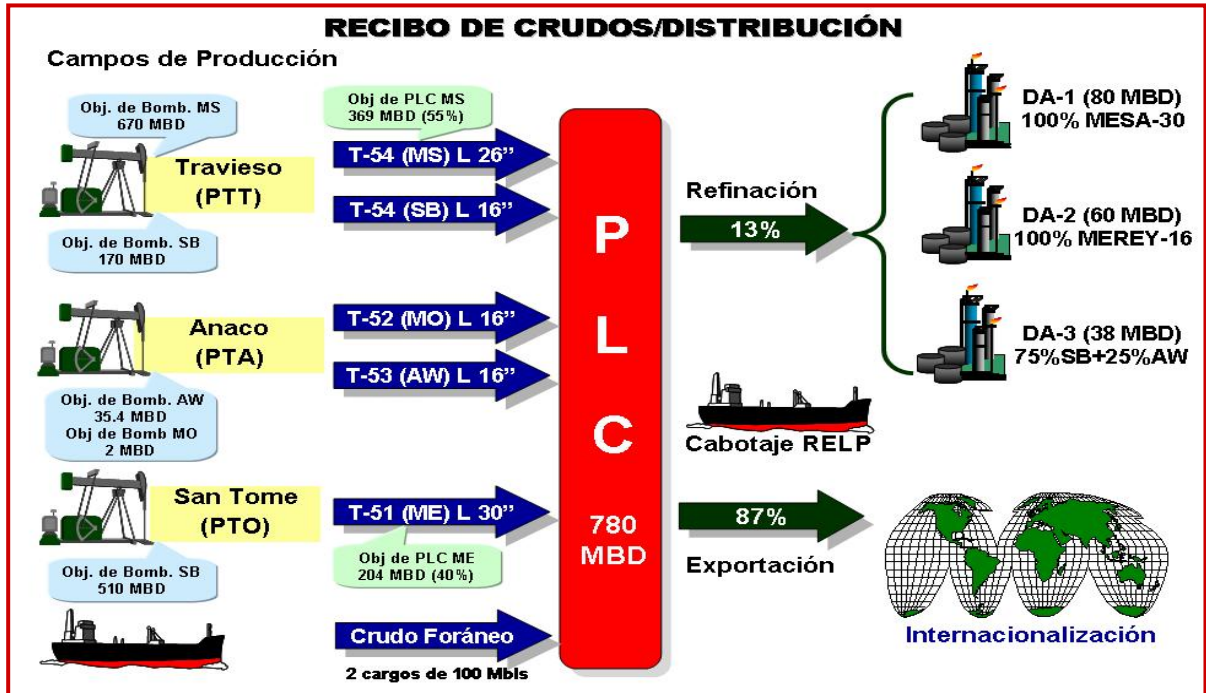 RECIBO DE CRUDOS/DISTRIBUCIÓN
Campos de Producción
Obj. de Bomb. MS
670 MBD
Travieso
(PTT)
Obj. de Bomb. SB
170 MBD
Anaco
(PTA)
Obj. de Bomb. AW
35.4 MBD
Obj de Bomb MO
2 MBD
San Tome
(PTO)
Obj. de Bomb. SB
510 MBD
Obj de PLC MS
369 MBD (55%)
T-54 (MS) L 26”
T-54 (SB) L 16”
T-52 (MO) L 16”
T-53 (AW) L 16”
T-51 (ME) L 30”
Obj de PLC ME
204 MBD (40%)
Crudo Foráneo
2 cargos de 100 Mbls
P
L
C
780
MBD
Refinación
13%
Cabotaje RELP
87%
Exportación
DA-1 (80 MBD)
100% MESA-30
DA-2 (60 MBD)
100% MEREY-16
DA-3 (38 MBD)
75%SB+25%AW
Internacionalización